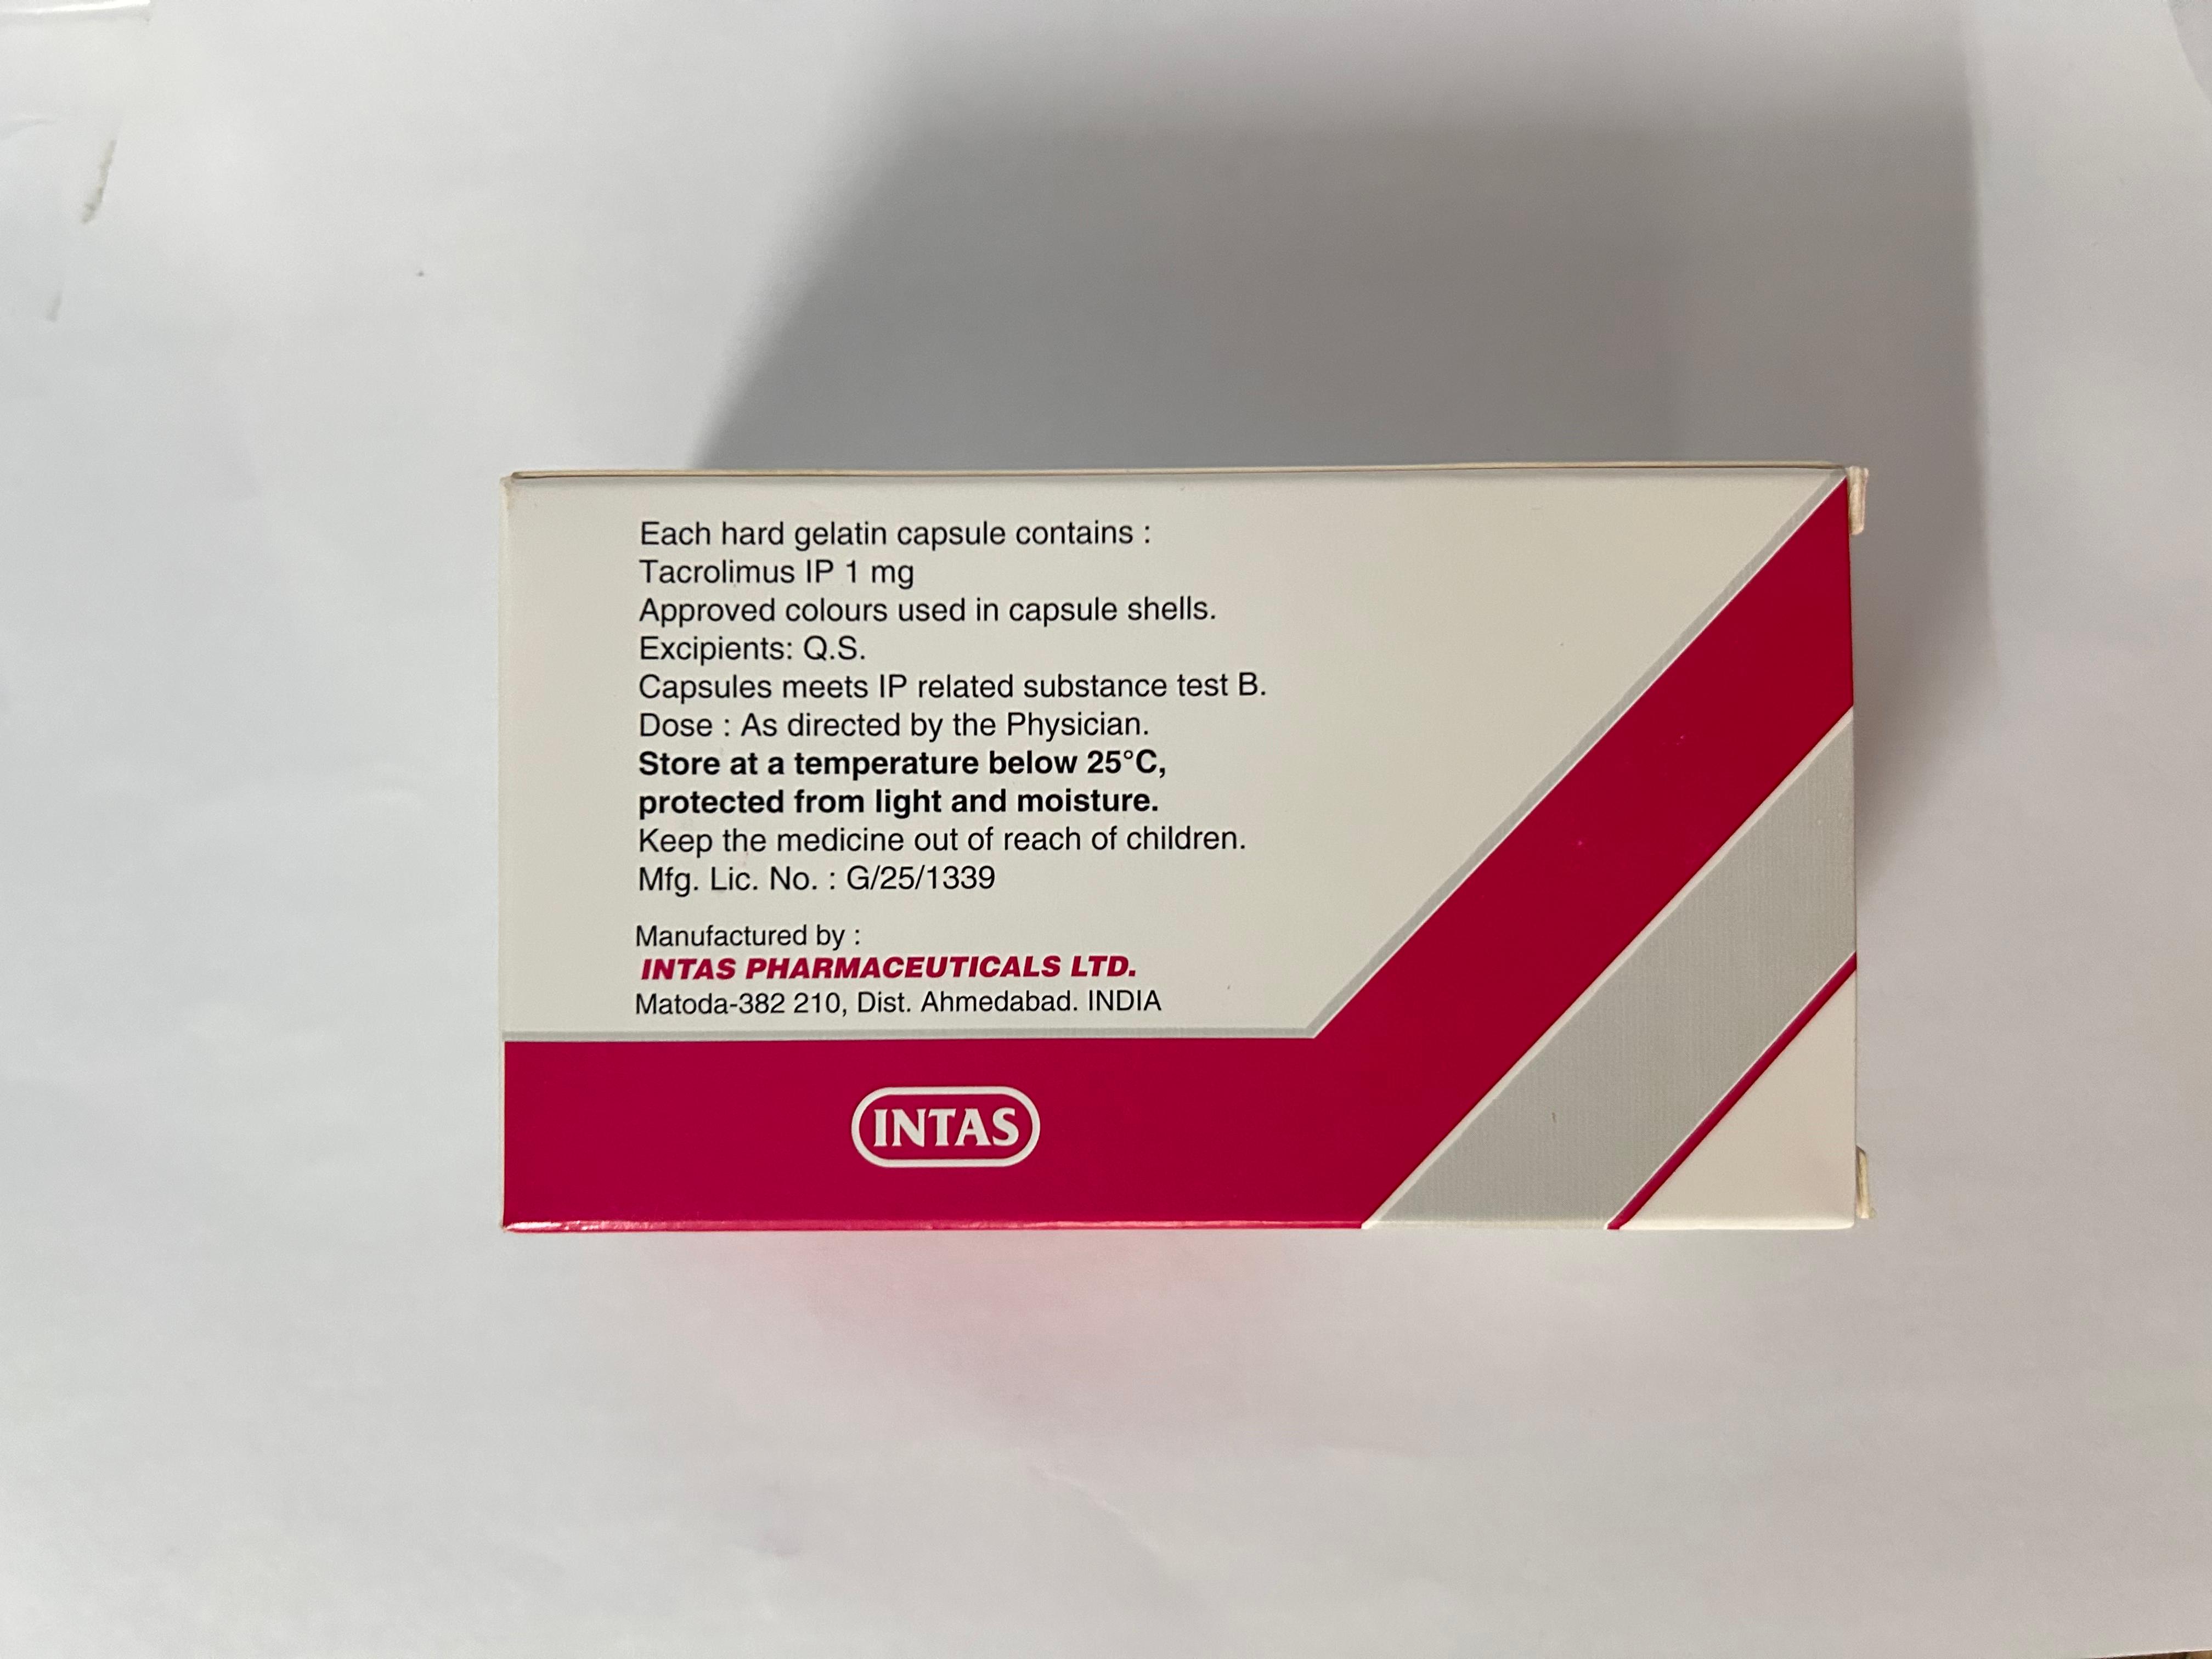 Each hard gelatin capsule contains :
Tacrolimus IP 1 mg
Approved colours used in capsule shells.
Excipients: Q.S.
Capsules meets IP related substance test B.
Dose : As directed by the Physician.
Store at a temperature below 25°C,
protected from light and moisture.
Keep the medicine out of reach of children.
Mfg. Lic. No. : G/25/1339
Manufactured by :
INTAS PHARMACEUTICALS LTD.
Matoda-382 210, Dist. Ahmedabad. INDIA
INTAS